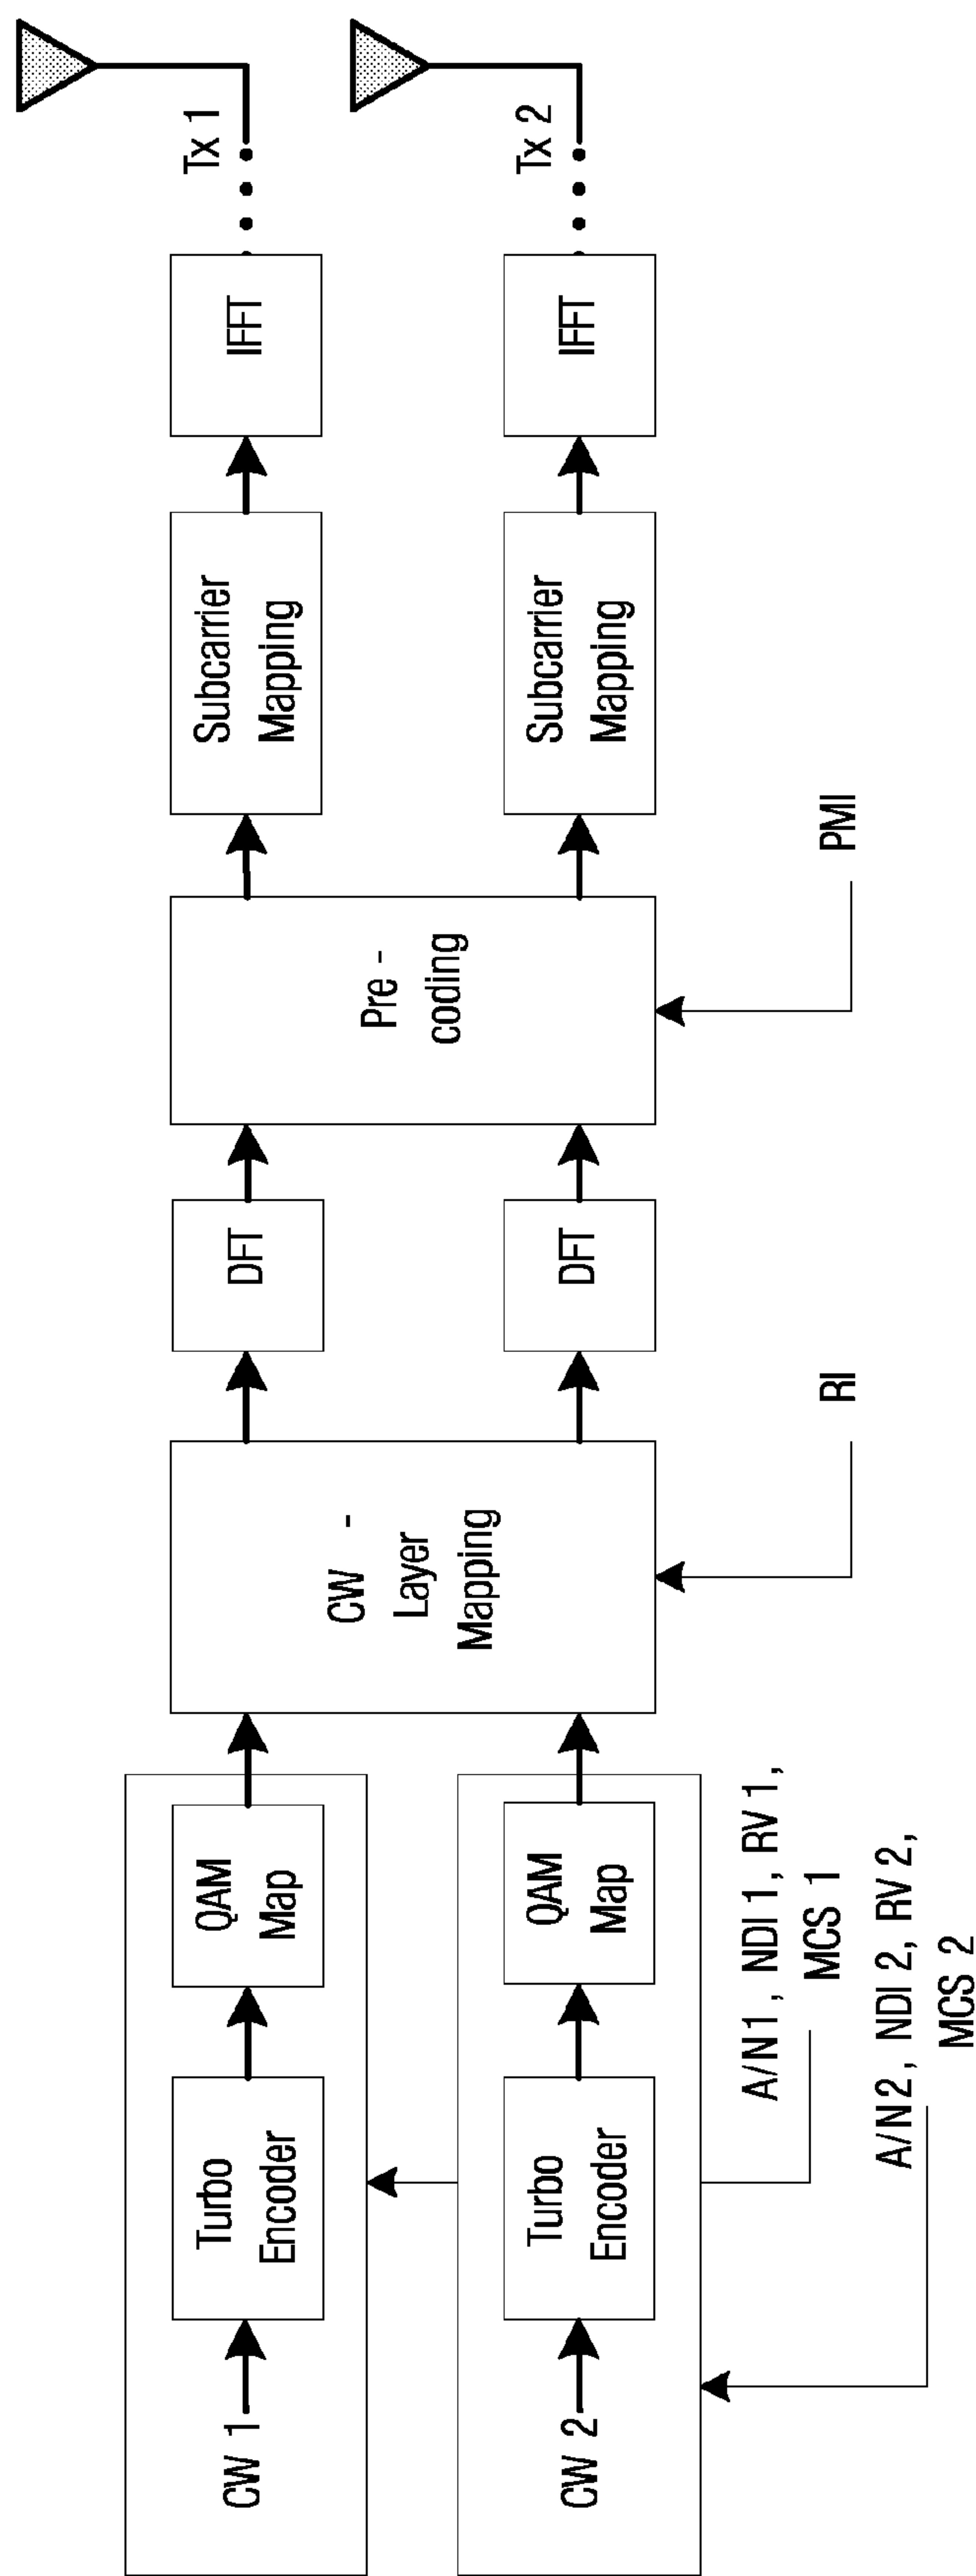 CW 1
Turbo
Encoder
QAM
Map
CW 2
Turbo
Encoder
QAM
Map
A/N1, NDI 1, RV 1,
MCS 1
A/N2, NDI 2, RV 2,
MCS 2
CW -
Layer
Mapping
RI
DFT
DFT
Pre -
coding
PMI
Subcarrier
Mapping
Subcarrier
Mapping
IFFT
IFFT
Tx 1
Tx 2